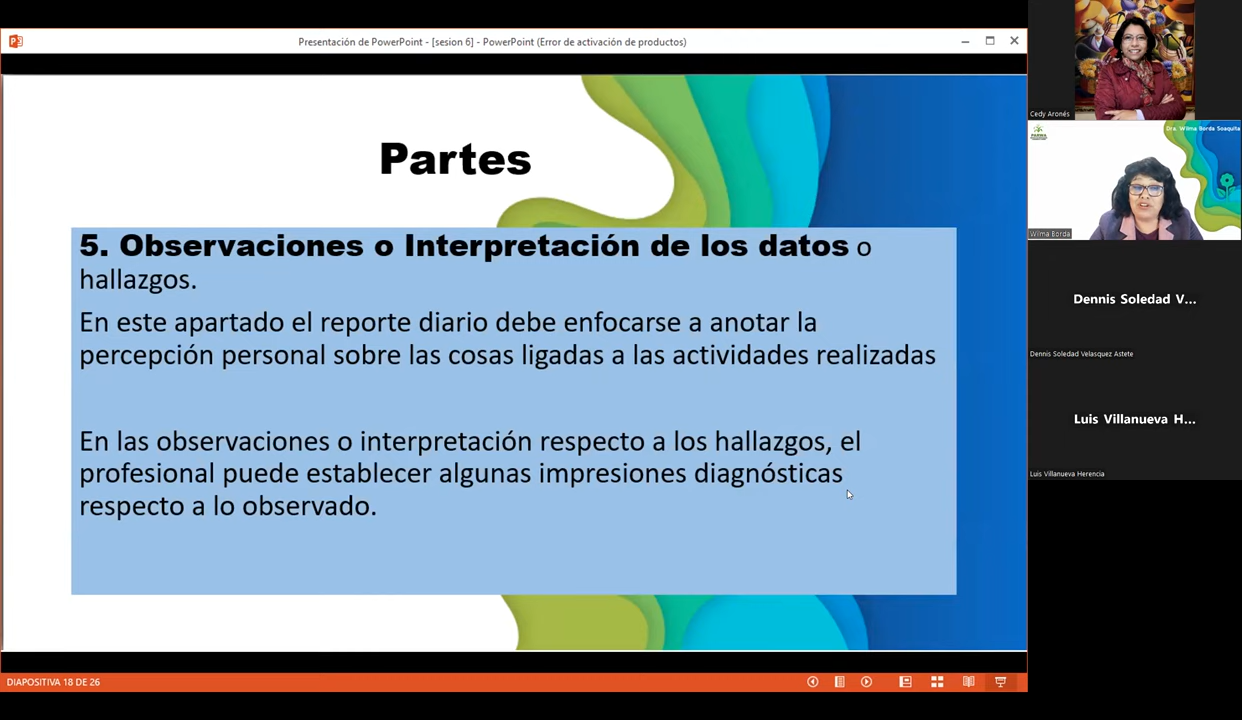 Presentación de PowerPoint - [sesion 6] - PowerPoint (Error de activación de productos)
Partes
5. Observaciones o Interpretación de los datos o
hallazgos.
En este apartado el reporte diario debe enfocarse a anotar la
percepción personal sobre las cosas ligadas a las actividades realizadas
En las observaciones o interpretación respecto a los hallazgos, el
profesional puede establecer algunas impresiones diagnósticas
respecto a lo observado.
DIAPOSITIVA 18 DE 26
Cedy Aronés
Dra. Wilma Borda Soaquita
Wilma Borda
Dennis Soledad V...
Dennis Soledad Velasquez Astete
Luis Villanueva H...
Luis Villanueva Herencia